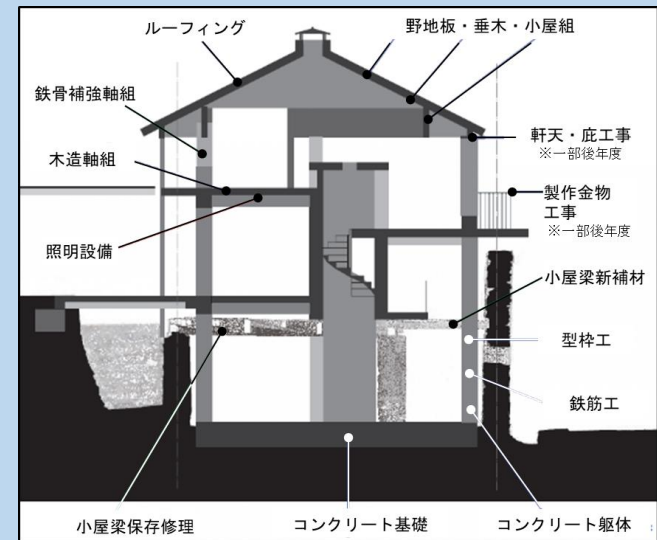 ルーフィング
野地板・垂木・小屋組
鉄骨補強軸組
軒天・庇工事
※一部後年度
木造軸組
製作金物
工事
※一部後年度
照明設備
小屋梁新補材
型枠工
鉄筋工
小屋梁保存修理
コンクリート基礎
コンクリート躯体